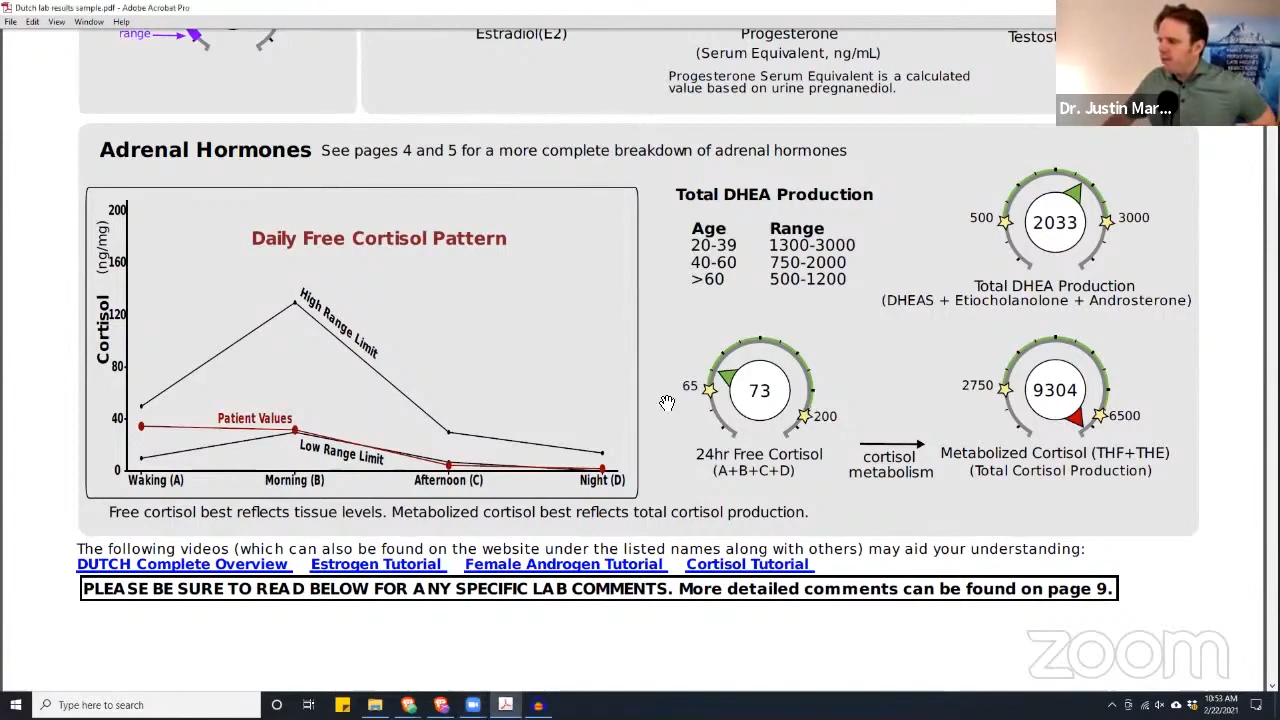 Dutch lab results sample.pdf - Adobe Acrobat Pro
File Edit View Window Help
range
Estradiol(E2)
Progesterone
(Serum Equivalent, ng/mL)
Progesterone Serum Equivalent is a calculated
value based on urine pregnanediol.
Testost
Dr. Justin Mar...
Adrenal Hormones See pages 4 and 5 for a more complete breakdown of adrenal hormones
Daily Free Cortisol Pattern
Cortisol (ng/mg)
200
160
120
80
40
0
High Range Limit
Patient Values
Low Range Limit
Waking (A) Morning (B) Afternoon (C) Night (D)
Total DHEA Production
Age Range
20-39 1300-3000
40-60 750-2000
>60 500-1200
500 2033 3000
Total DHEA Production
(DHEAS + Etiocholanolone + Androsterone)
65 73 200
24hr Free Cortisol
(A+B+C+D)
cortisol
metabolism
2750 9304 6500
Metabolized Cortisol (THF+THE)
(Total Cortisol Production)
Free cortisol best reflects tissue levels. Metabolized cortisol best reflects total cortisol production.
The following videos (which can also be found on the website under the listed names along with others) may aid your understanding:
DUTCH Complete Overview Estrogen Tutorial Female Androgen Tutorial Cortisol Tutorial
PLEASE BE SURE TO READ BELOW FOR ANY SPECIFIC LAB COMMENTS. More detailed comments can be found on page 9.
zoom
Type here to search
10:53 AM
2/22/2021